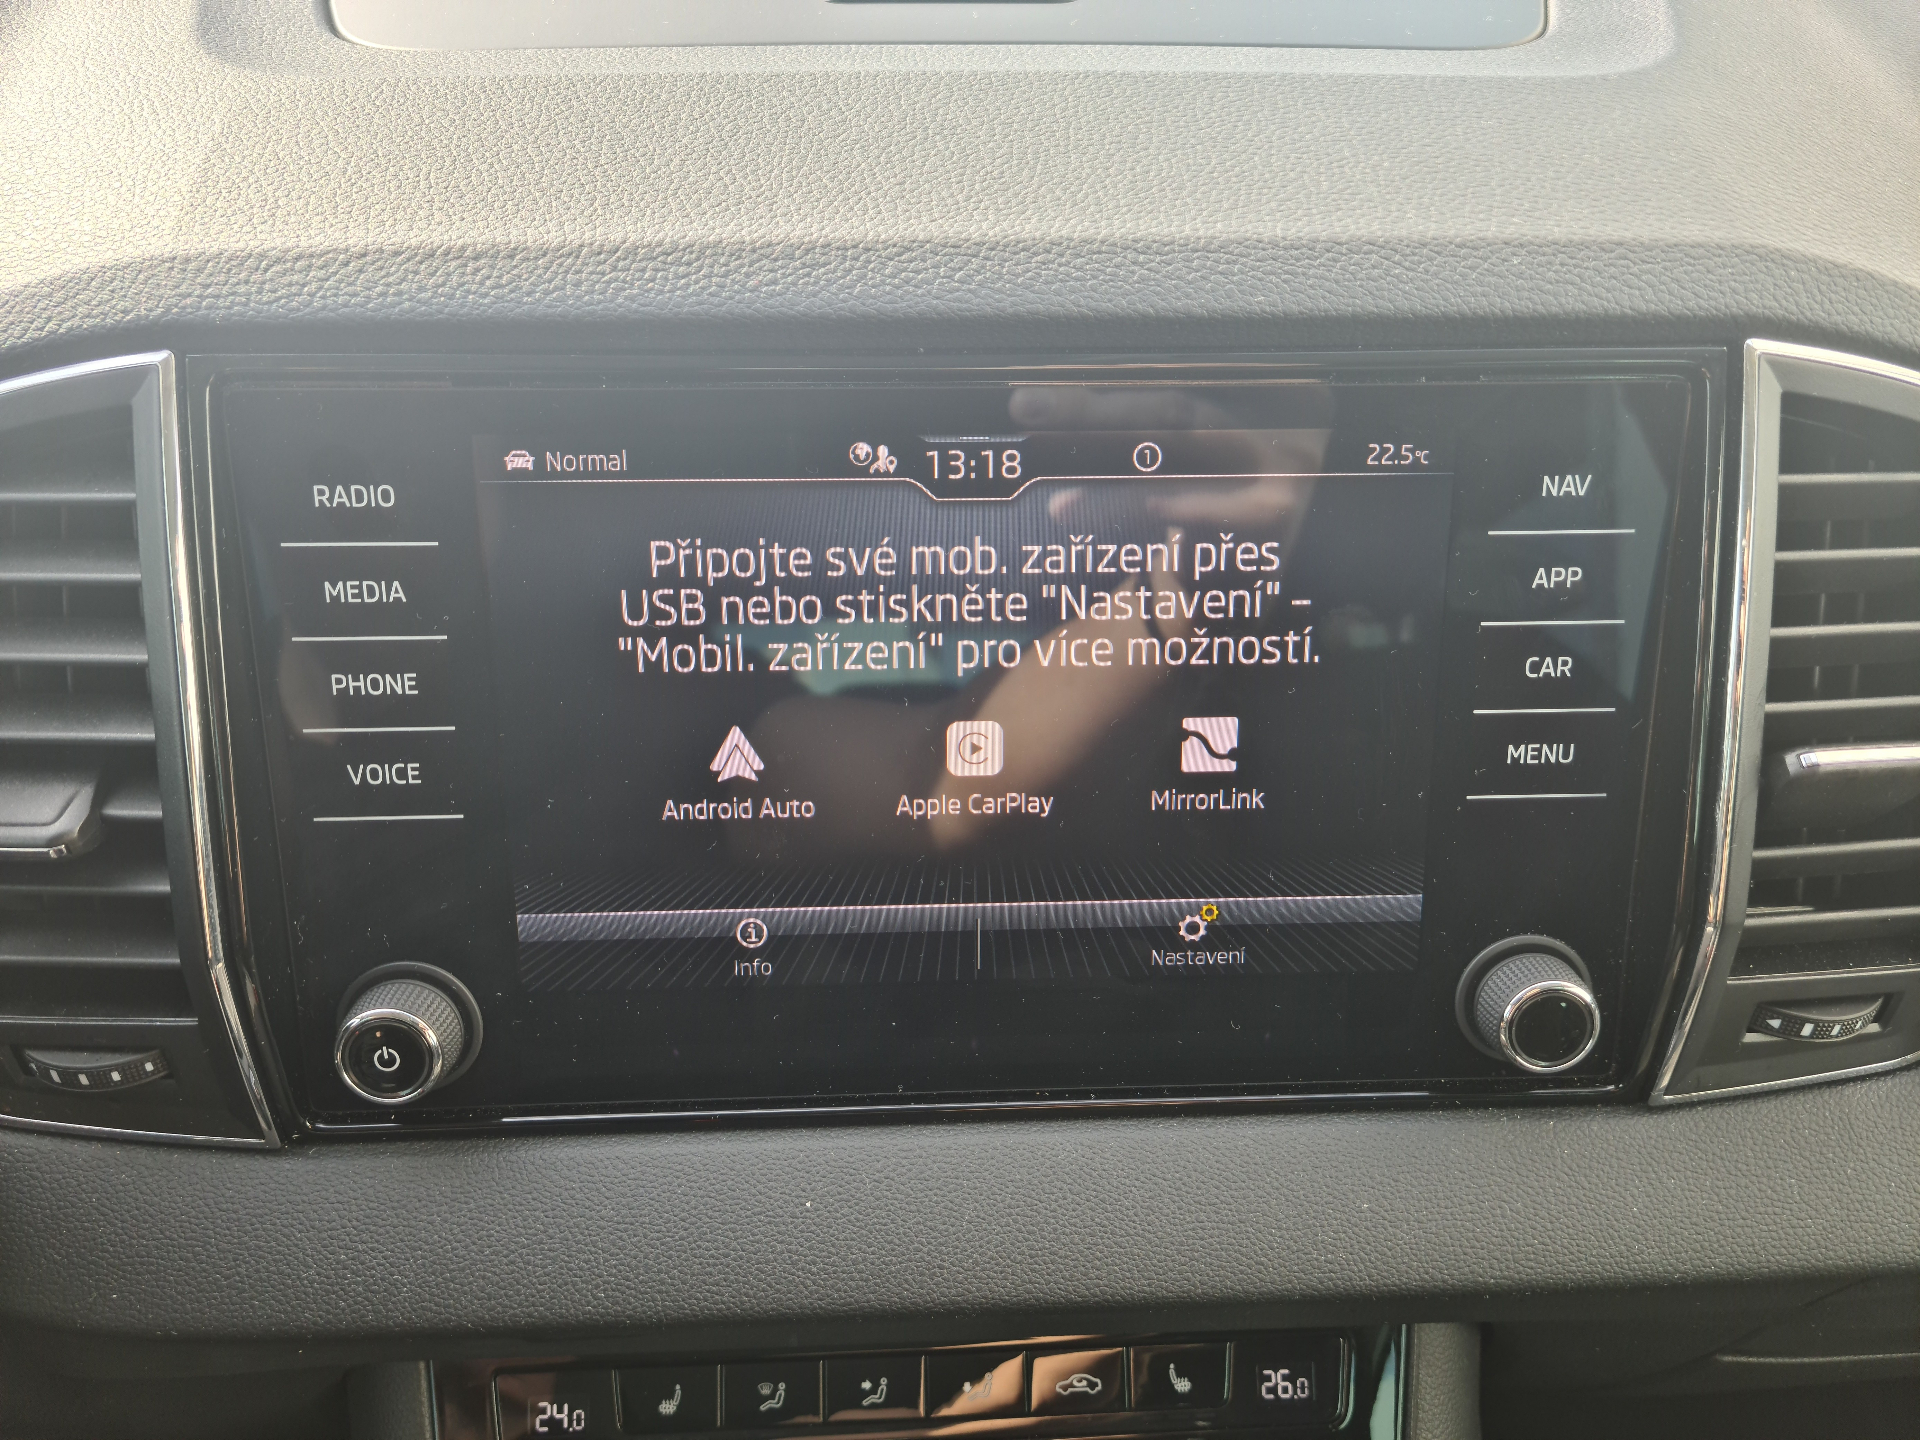 Normal
13:18
1
22.5°C
RADIO
MEDIA
PHONE
VOICE
NAV
APP
CAR
MENU
Připojte své mob. zařízení přes
USB nebo stiskněte "Nastavení" –
"Mobil. zařízení" pro více možností.
Android Auto
Apple CarPlay
MirrorLink
Info
Nastavení
24.0
26.0